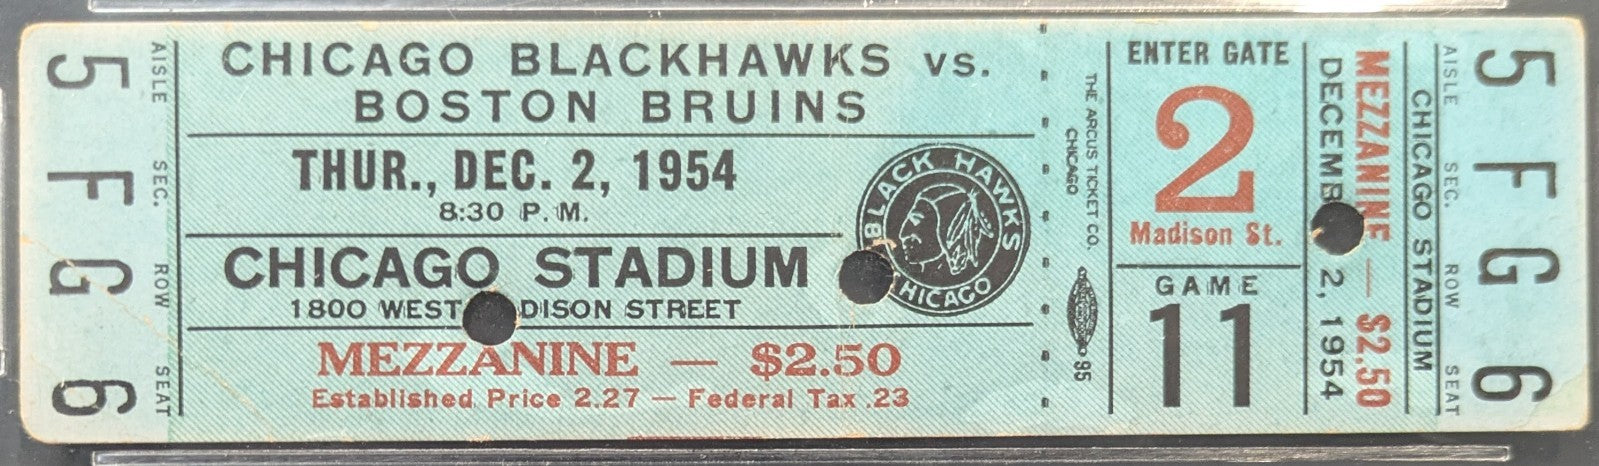 5 F G 6
AISLE SEC. ROW SEAT
CHICAGO BLACKHAWKS VS.
BOSTON BRUINS
THUR., DEC. 2, 1954
8:30 P.M.
CHICAGO STADIUM
1800 WEST DISON STREET
MEZZANINE — $2.50
Established Price 2.27 — Federal Tax .23
BLACK HAWKS
HICAGO
THE ARCUS TICKET CO.
CHICAGO
95
ENTER GATE
2
Madison St.
GAME
11
DECEMB 2, 1954
MEZZANINE — $2.50
CHICAGO STADIUM
AISLE SEC. ROW SEAT
5 F G 6